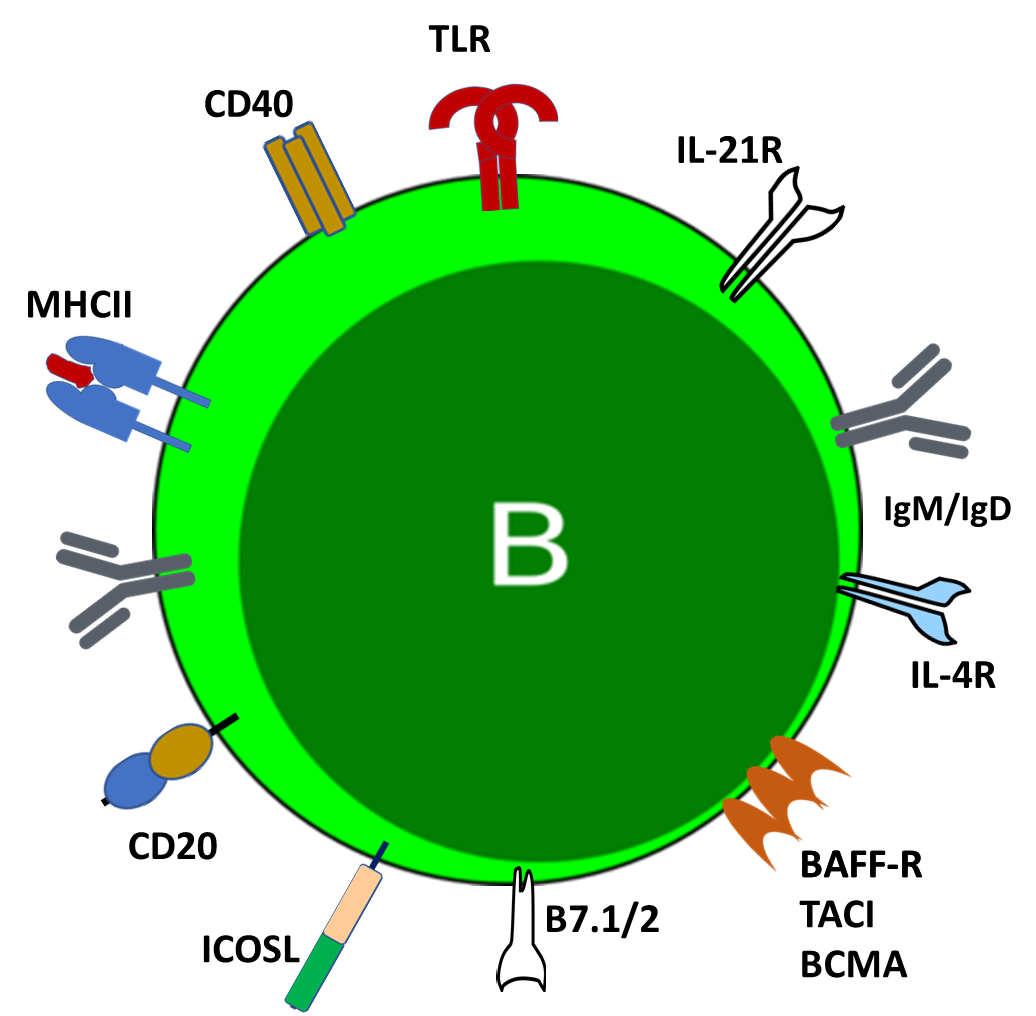 TLR
CD40
IL-21R
MHCII
IgM/IgD
B
IL-4R
CD20
BAFF-R
TACI
BCMA
B7.1/2
ICOSL